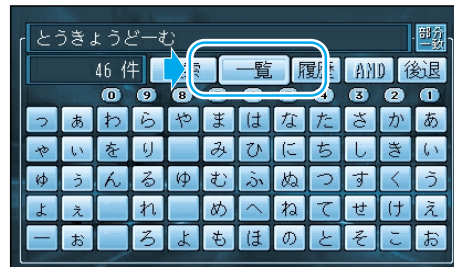 とうきょうどーむ 部分一致
46 件 索 一覧 履歴 AND 後退
0 9 8 4 3 2 1
っ ぁ わ ら や ま は な た さ か あ
ゃ ぃ を り み ひ に ち し き い
ゅ ぅ ん る ゆ む ふ ぬ つ す く う
ょ ぇ れ め へ ね て せ け え
ー ぉ ろ よ も ほ の と そ こ お